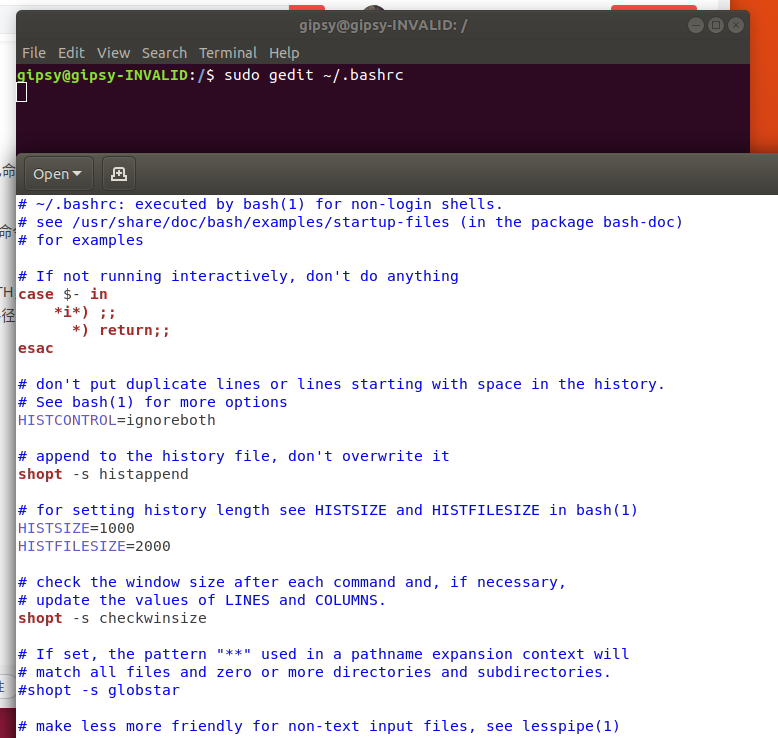 gipsy@gipsy-INVALID: /
File Edit View Search Terminal Help
gipsy@gipsy-INVALID:/$ sudo gedit ~/.bashrc
Open
命
命
TH
径
# ~/.bashrc: executed by bash(1) for non-login shells.
# see /usr/share/doc/bash/examples/startup-files (in the package bash-doc)
# for examples
# If not running interactively, don't do anything
case $- in
    *i*) ;;
      *) return;;
esac
# don't put duplicate lines or lines starting with space in the history.
# See bash(1) for more options
HISTCONTROL=ignoreboth
# append to the history file, don't overwrite it
shopt -s histappend
# for setting history length see HISTSIZE and HISTFILESIZE in bash(1)
HISTSIZE=1000
HISTFILESIZE=2000
# check the window size after each command and, if necessary,
# update the values of LINES and COLUMNS.
shopt -s checkwinsize
# If set, the pattern "**" used in a pathname expansion context will
# match all files and zero or more directories and subdirectories.
#shopt -s globstar
# make less more friendly for non-text input files, see lesspipe(1)